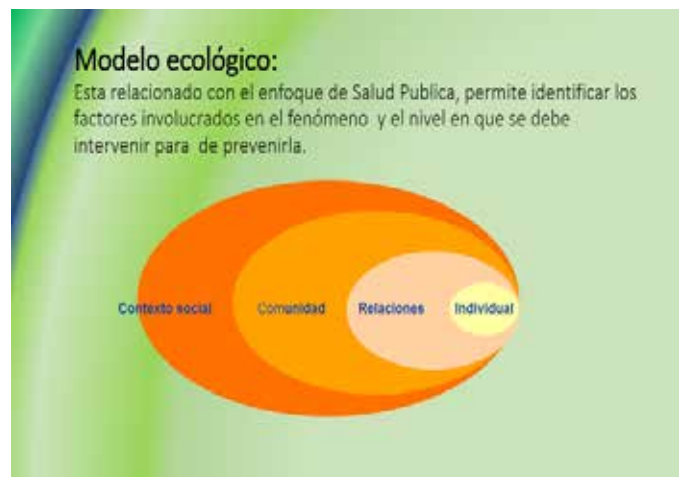 Modelo ecológico:
Esta relacionado con el enfoque de Salud Publica, permite identificar los
factores involucrados en el fenómeno y el nivel en que se debe
intervenir para de prevenirla.
Contexto social Comunidad Relaciones Individual